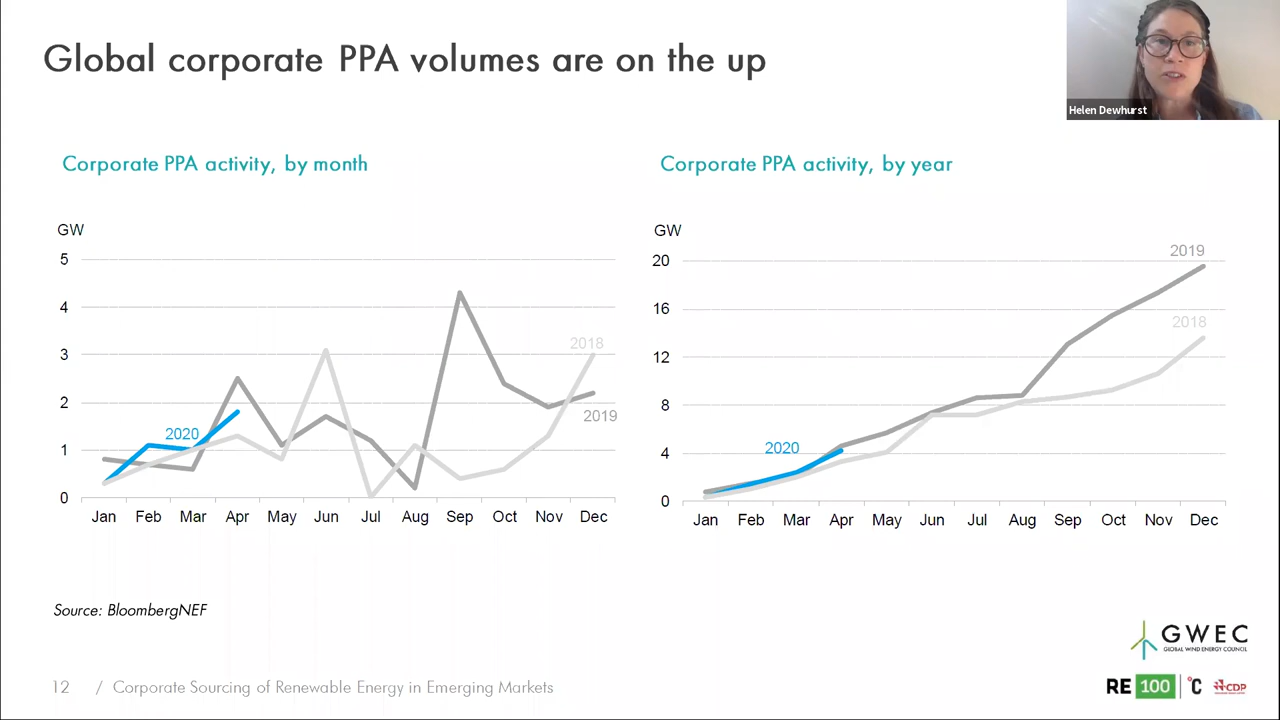 Global corporate PPA volumes are on the up
Helen Dewhurst
Corporate PPA activity, by month
GW
5
4
3
2
1
0
2018
2019
2020
Jan Feb Mar Apr May Jun Jul Aug Sep Oct Nov Dec
Corporate PPA activity, by year
GW
20
16
12
8
4
0
2019
2018
2020
Jan Feb Mar Apr May Jun Jul Aug Sep Oct Nov Dec
Source: BloombergNEF
GWEC
GLOBAL WIND ENERGY COUNCIL
12 / Corporate Sourcing of Renewable Energy in Emerging Markets
RE 100 °C CDP